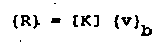 {R} = [K] {v}b